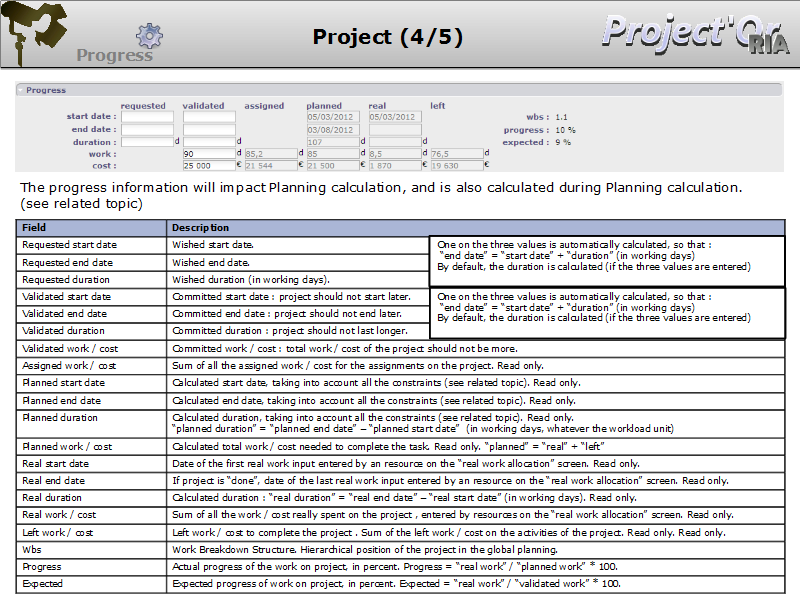 Progress
Project (4/5)
Project'Or
RIA
Progress
requested validated assigned planned real left
start date : 05/03/2012 05/03/2012 wbs : 1.1
end date : 03/08/2012 progress : 10 %
duration : d d 107 d d expected : 9 %
work : 90 d 85,2 d 85 d 8,5 d 76,5 d
cost : 25 000 € 21 544 € 21 500 € 1 870 € 19 630 €
The progress information will impact Planning calculation, and is also calculated during Planning calculation.
(see related topic)
Field Description
Requested start date Wished start date.
Requested end date Wished end date.
Requested duration Wished duration (in working days).
One on the three values is automatically calculated, so that :
“end date” = “start date” + “duration” (in working days)
By default, the duration is calculated (if the three values are entered)
Validated start date Committed start date : project should not start later.
Validated end date Committed end date : project should not end later.
Validated duration Committed duration : project should not last longer.
One on the three values is automatically calculated, so that :
“end date” = “start date” + “duration” (in working days)
By default, the duration is calculated (if the three values are entered)
Validated work / cost Committed work / cost : total work / cost of the project should not be more.
Assigned work / cost Sum of all the assigned work / cost for the assignments on the project. Read only.
Planned start date Calculated start date, taking into account all the constraints (see related topic). Read only.
Planned end date Calculated end date, taking into account all the constraints (see related topic). Read only.
Planned duration Calculated duration, taking into account all the constraints (see related topic). Read only.
“planned duration” = “planned end date” – “planned start date” (in working days, whatever the workload unit)
Planned work / cost Calculated total work / cost needed to complete the task. Read only. “planned” = “real” + “left”
Real start date Date of the first real work input entered by an resource on the “real work allocation” screen. Read only.
Real end date If project is “done”, date of the last real work input entered by an resource on the “real work allocation” screen. Read only.
Real duration Calculated duration : “real duration” = “real end date” – “real start date” (in working days). Read only.
Real work / cost Sum of all the work / cost really spent on the project , entered by resources on the “real work allocation” screen. Read only.
Left work / cost Left work / cost to complete the project . Sum of the left work / cost on the activities of the project. Read only. Read only.
Wbs Work Breakdown Structure. Hierarchical position of the project in the global planning.
Progress Actual progress of the work on project, in percent. Progress = “real work” / “planned work” * 100.
Expected Expected progress of work on project, in percent. Expected = “real work” / “validated work” * 100.